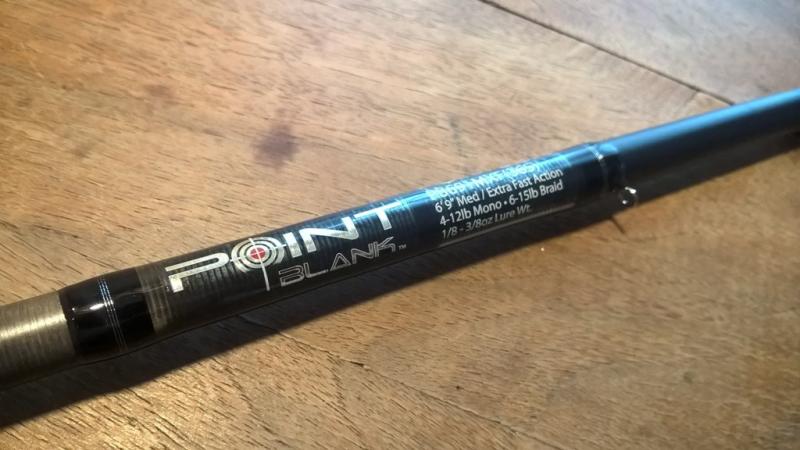 POINT
BLANK™
6' 9" Med / Extra Fast Action
4-12lb Mono • 6-15lb Braid
1/8 - 3/8oz Lure Wt.